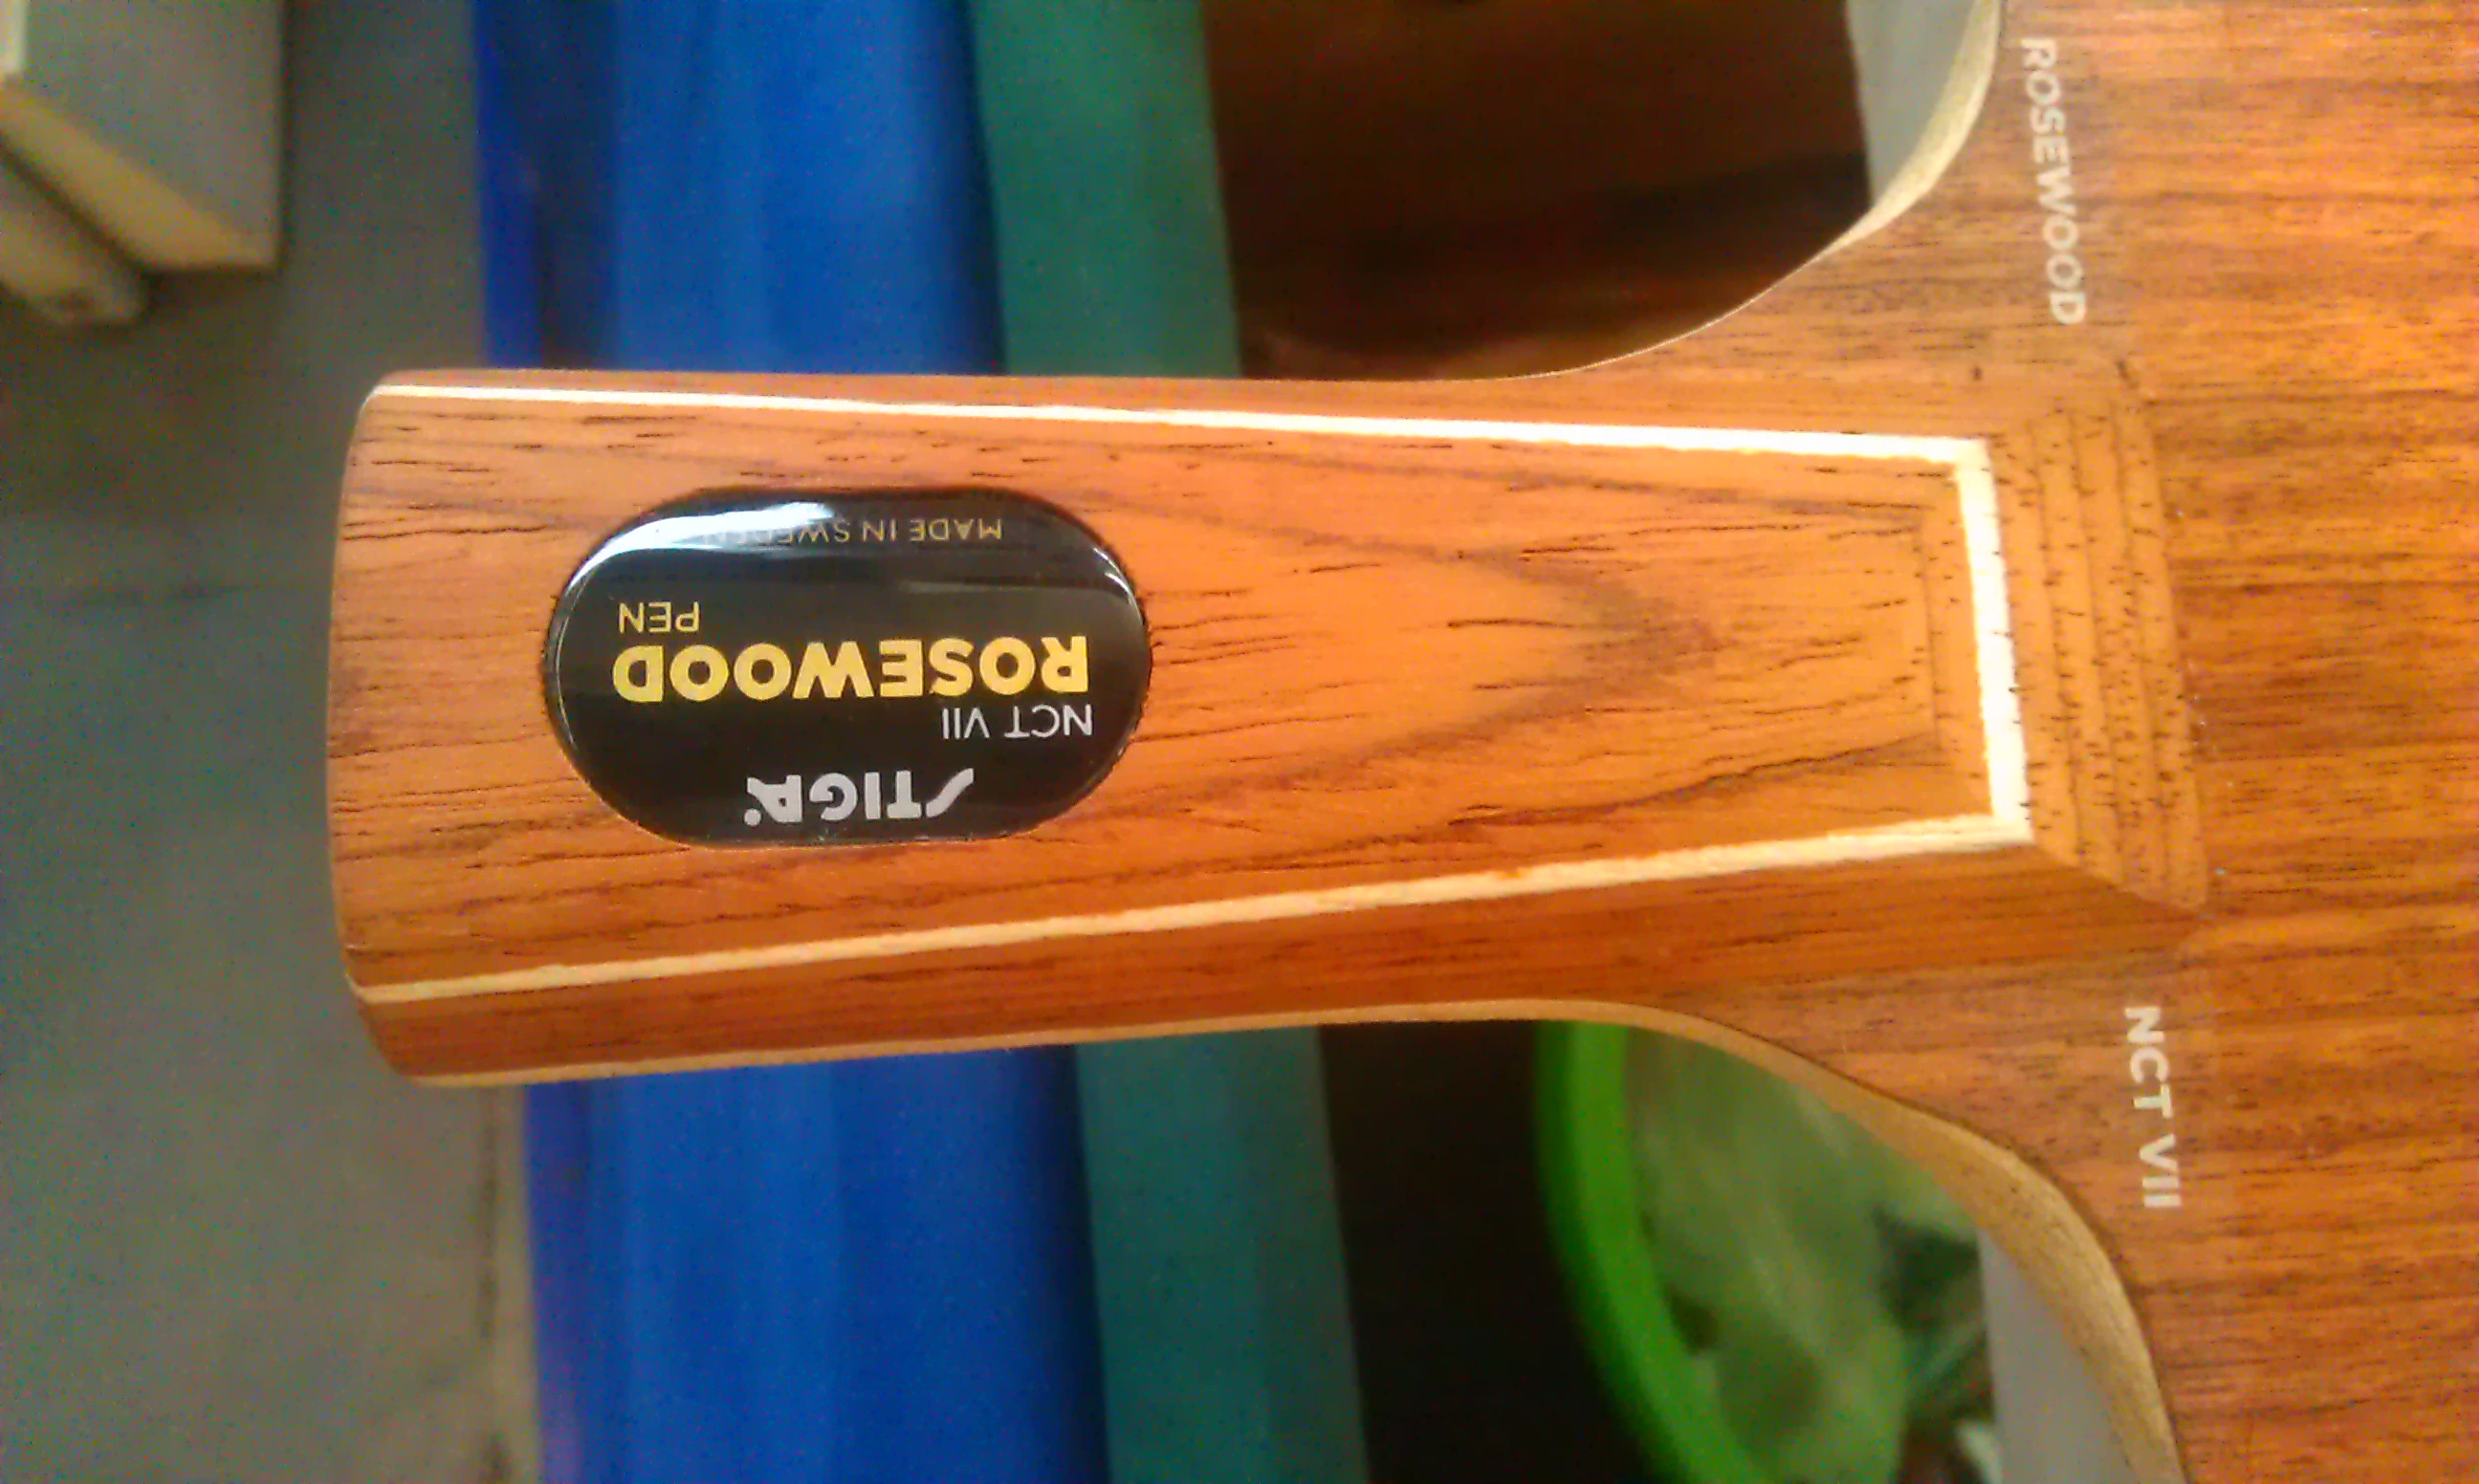 STIGA
NCT VII
ROSEWOOD
PEN
MADE IN SWEDEN
ROSEWOOD
NCT VII